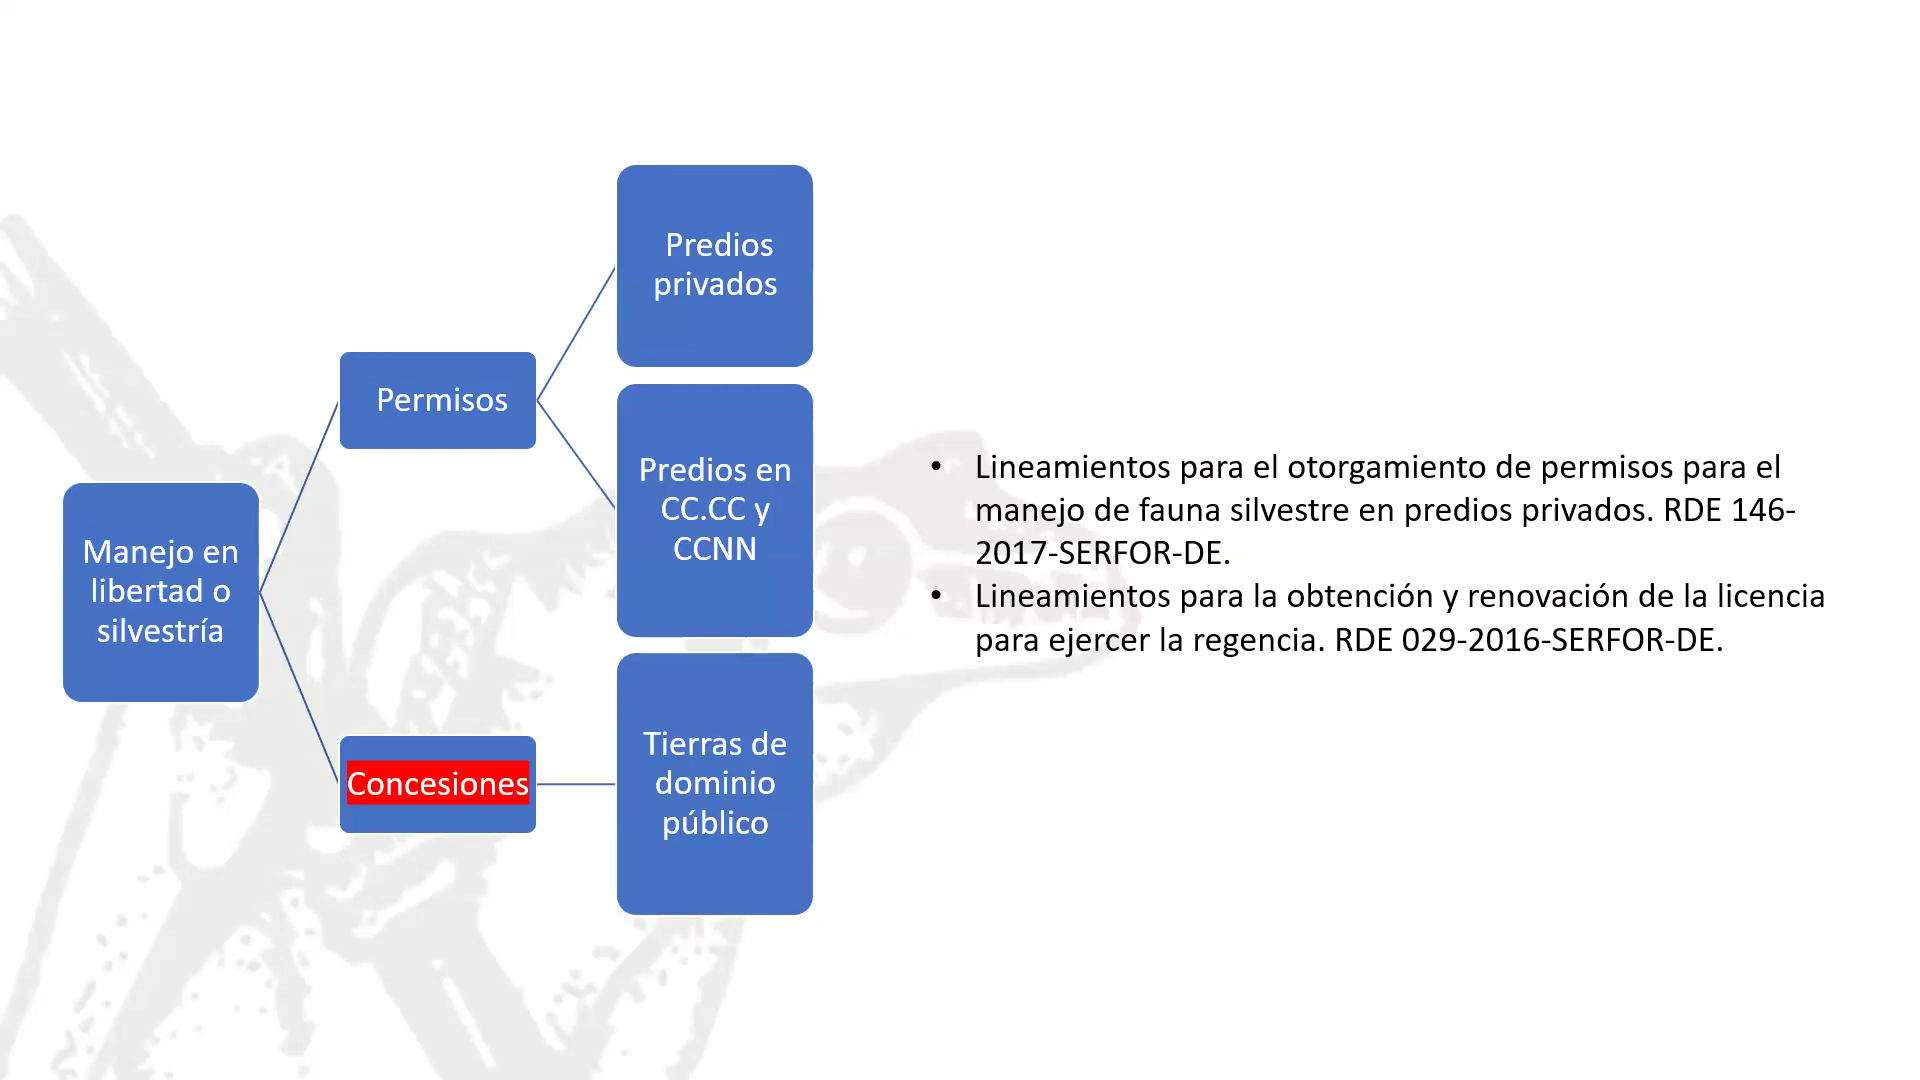 Predios
privados
Permisos
Predios en
CC.CC y
CCNN
Manejo en
libertad o
silvestría
Concesiones
Tierras de
dominio
público
• Lineamientos para el otorgamiento de permisos para el
manejo de fauna silvestre en predios privados. RDE 146-
2017-SERFOR-DE.
• Lineamientos para la obtención y renovación de la licencia
para ejercer la regencia. RDE 029-2016-SERFOR-DE.